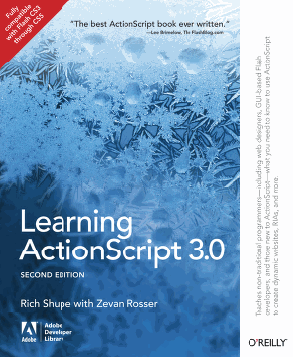 Fully
compatible
with Flash CS3
through CS5
"The best ActionScript book ever written."
—Lee Brimelow, TheFlashBlog.com
Learning
ActionScript 3.0
SECOND EDITION
Rich Shupe with Zevan Rosser
Adobe
Adobe
Developer
Library
Teaches non-traditional programmers—including web designers, GUI-based Flash
developers, and those new to ActionScript—what you need to know to use ActionScript
to create dynamic websites, RIAs, and more.
O'REILLY